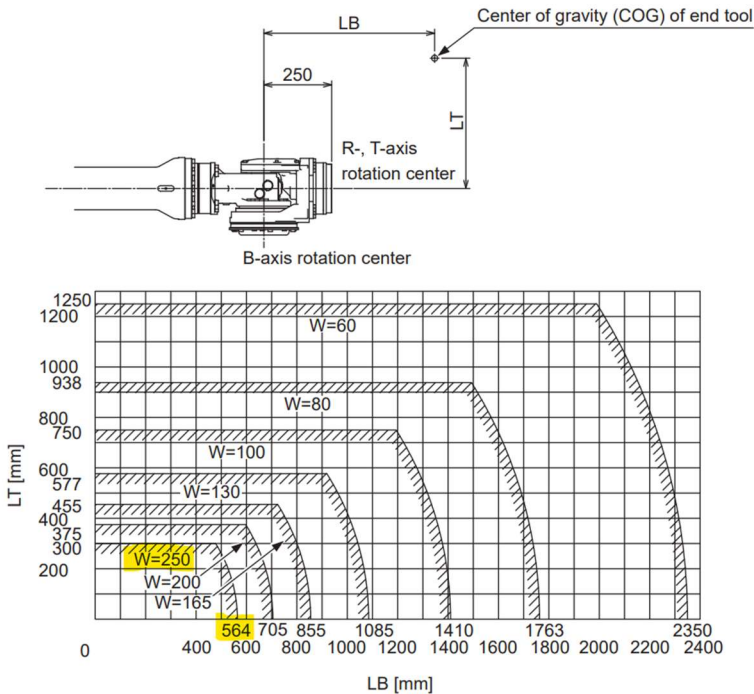 LB
Center of gravity (COG) of end tool
250
LT
R-, T-axis
rotation center
B-axis rotation center
1250
1200
W=60
1000
938
W=80
800
750
W=100
600
577
W=130
455
400
375
300
W=250
200
W=200
W=165
LT [mm]
564 705 855 1085 1410 1763 2350
0 400 600 800 1000 1200 1400 1600 1800 2000 2200 2400
LB [mm]